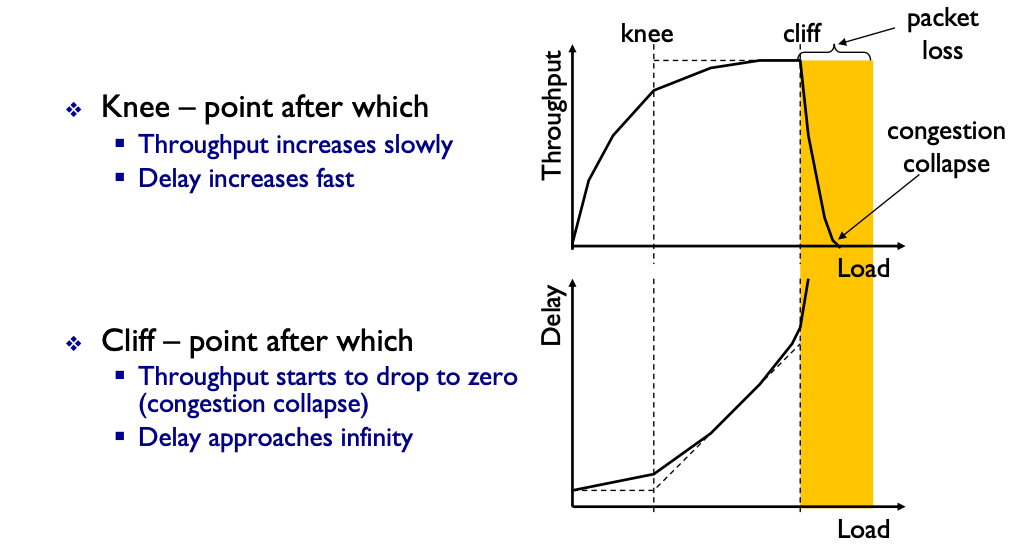 Knee – point after which
Throughput increases slowly
Delay increases fast
Cliff – point after which
Throughput starts to drop to zero
(congestion collapse)
Delay approaches infinity
knee
cliff
packet
loss
Throughput
congestion
collapse
Load
Delay
Load